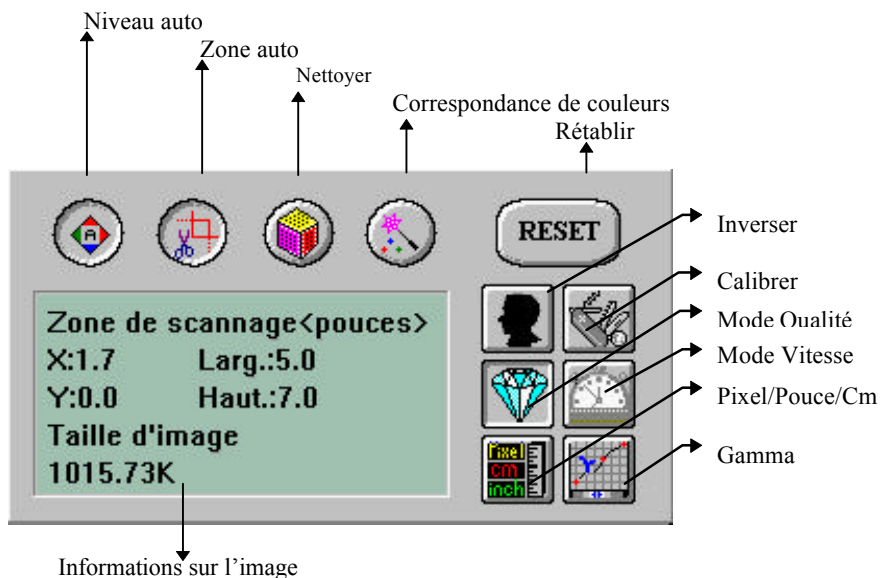 Niveau auto
Zone auto
Nettoyer
Correspondance de couleurs
Rétablir
A
RESET
Inverser
Calibrer
Mode Qualité
Mode Vitesse
Pixel/Pouce/Cm
Gamma
Zone de scannage<pouces>
X:1.7 Larg.:5.0
Y:0.0 Haut.:7.0
Taille d'image
1015.73K
Pixel
cm
inch
γ
Informations sur l’image